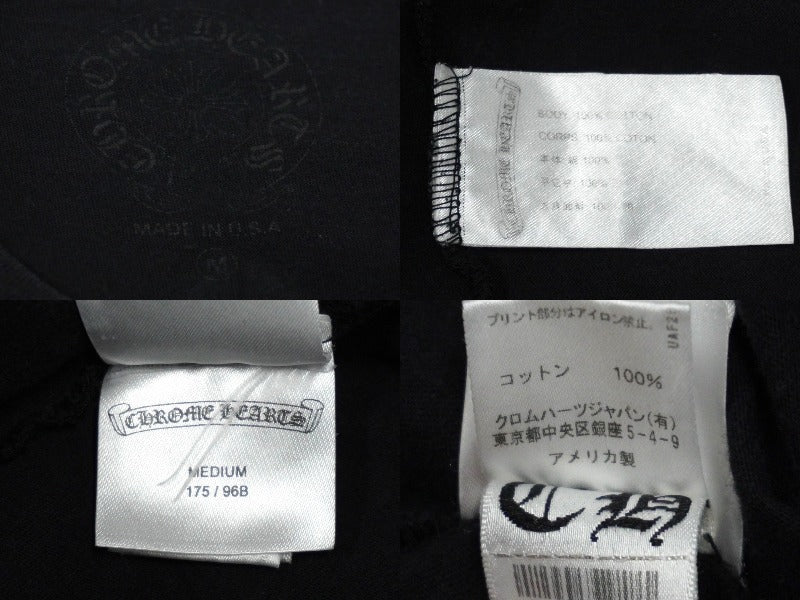 CHROME HEARTS
MADE IN U.S.A
M
CHROME HEARTS
BODY 100% COTTON
CORPS 100% COTON
本体 綿 100%
100%
100%
CHROME HEARTS
MEDIUM
175 / 96B
プリント部分はアイロン禁止。
コットン 100%
クロムハーツジャパン(有)
東京都中央区銀座5-4-9
アメリカ製
CH